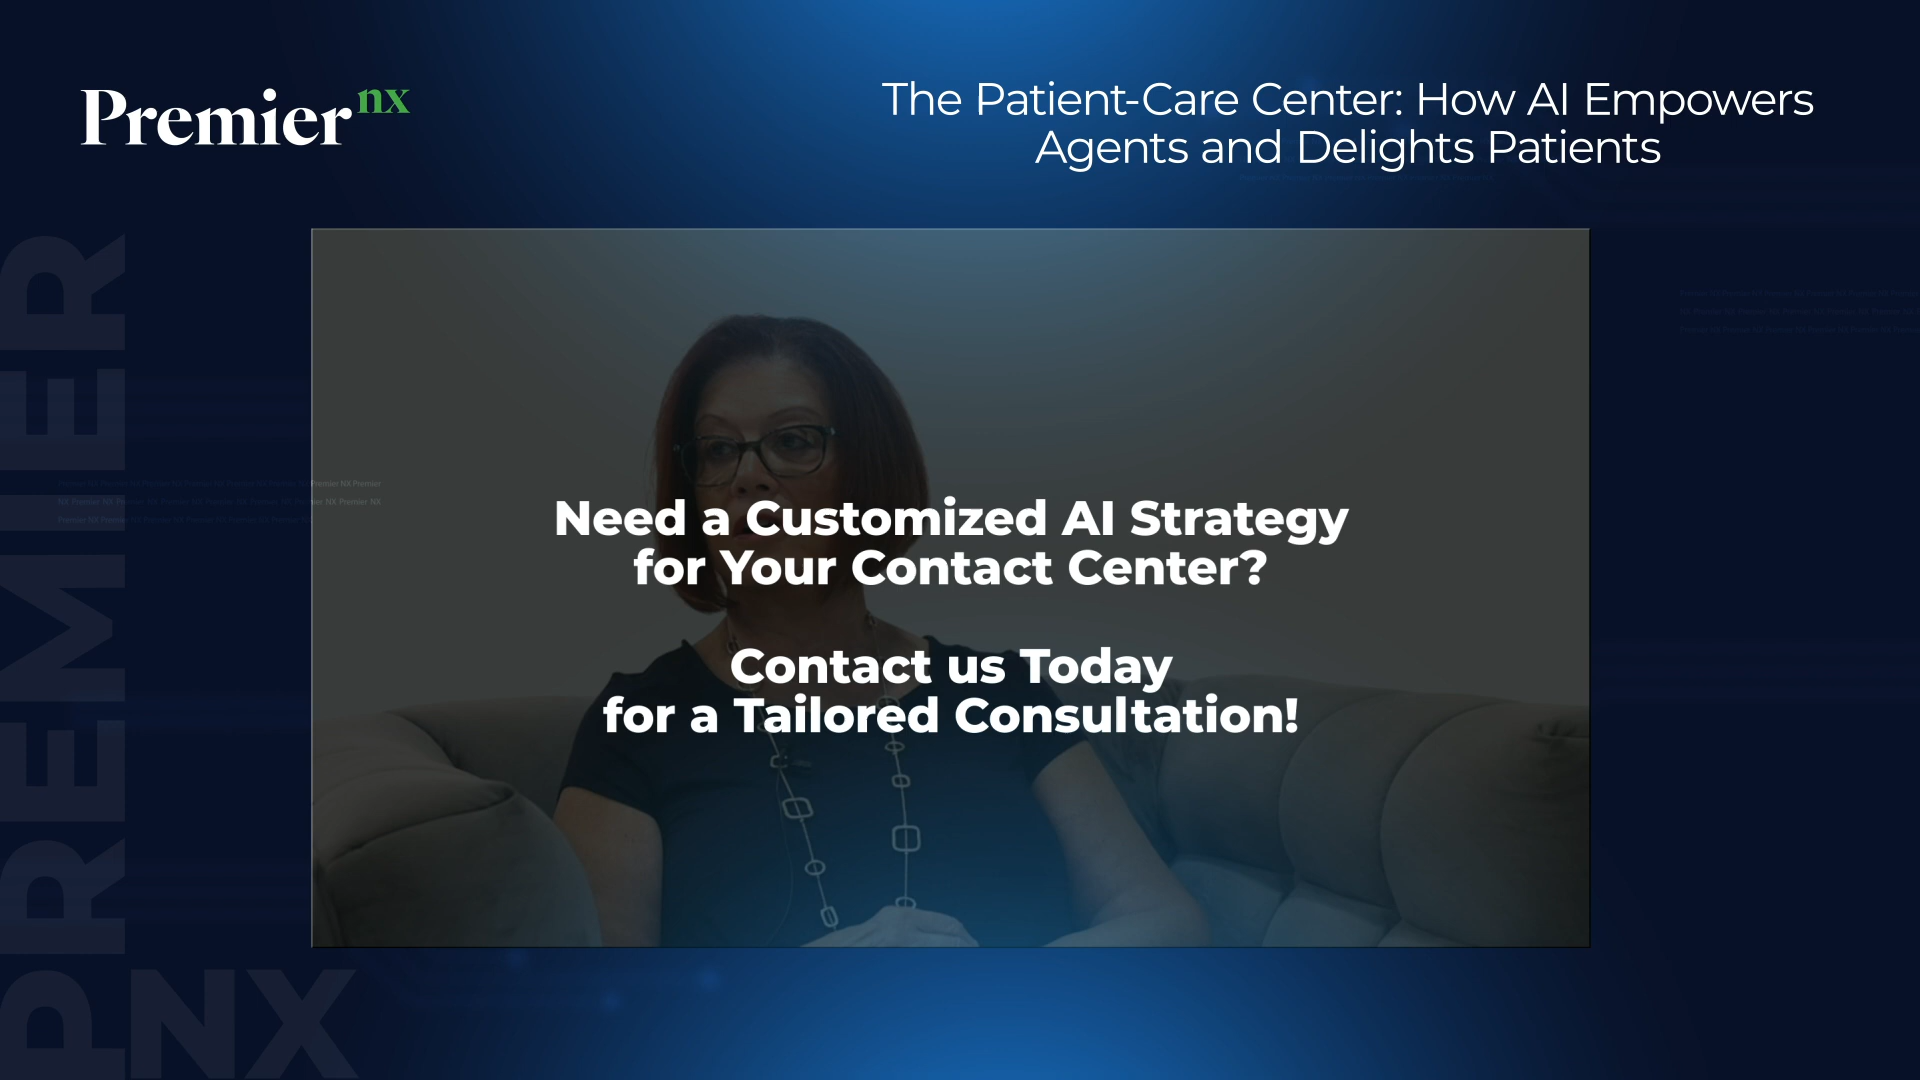 Premier nx
The Patient-Care Center: How AI Empowers
Agents and Delights Patients
Need a Customized AI Strategy
for Your Contact Center?
Contact us Today
for a Tailored Consultation!
PREMIER
NX